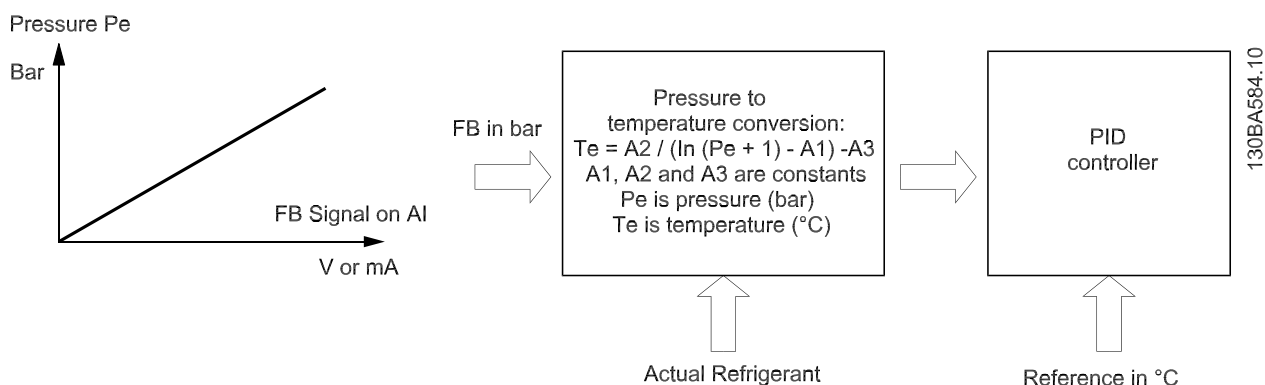 Pressure Pe
Bar
FB Signal on AI
V or mA
FB in bar
Pressure to
temperature conversion:
Te = A2 / (In (Pe + 1) - A1) -A3
A1, A2 and A3 are constants
Pe is pressure (bar)
Te is temperature (°C)
Actual Refrigerant
PID
controller
Reference in °C
130BA584.10